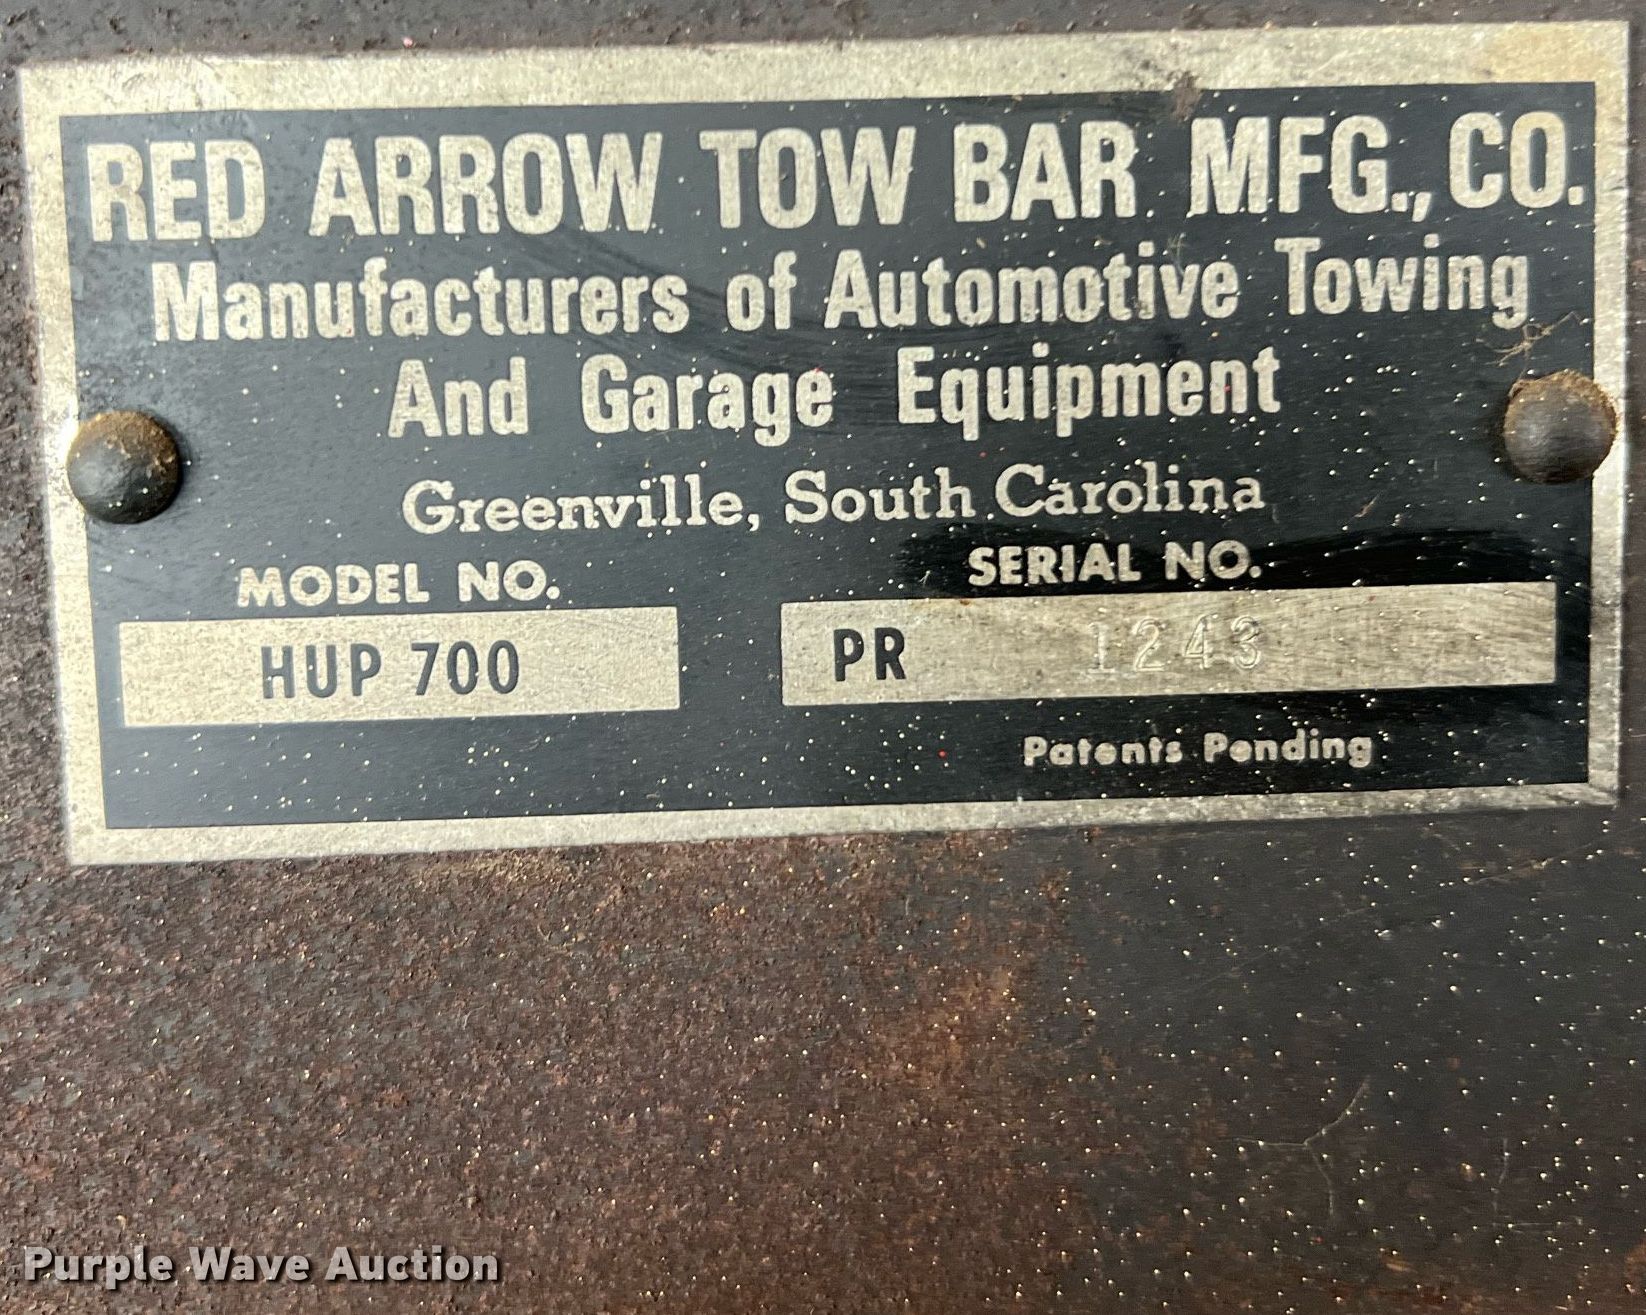 RED ARROW TOW BAR MFG., CO.
Manufacturers of Automotive Towing
And Garage Equipment
Greenville, South Carolina
MODEL NO. SERIAL NO.
HUP 700 PR 1243
Patents Pending
Purple Wave Auction